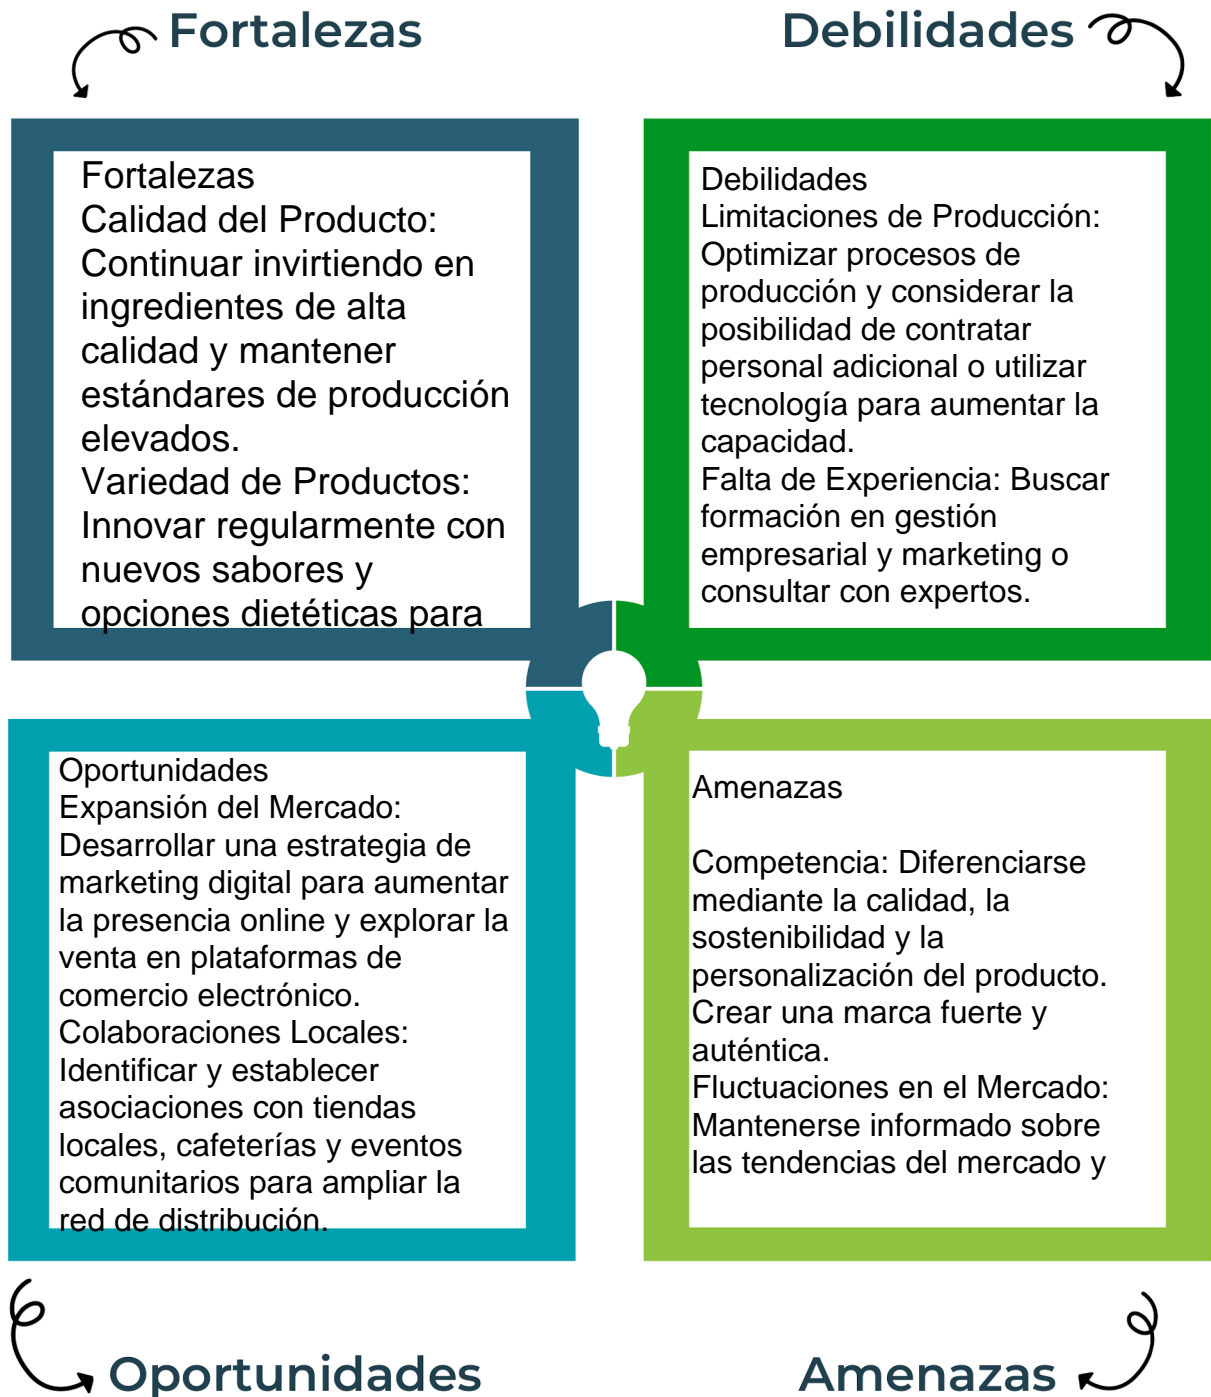 Fortalezas
Debilidades
Fortalezas
Calidad del Producto:
Continuar invirtiendo en
ingredientes de alta
calidad y mantener
estándares de producción
elevados.
Variedad de Productos:
Innovar regularmente con
nuevos sabores y
opciones dietéticas para
Debilidades
Limitaciones de Producción:
Optimizar procesos de
producción y considerar la
posibilidad de contratar
personal adicional o utilizar
tecnología para aumentar la
capacidad.
Falta de Experiencia: Buscar
formación en gestión
empresarial y marketing o
consultar con expertos.
Oportunidades
Expansión del Mercado:
Desarrollar una estrategia de
marketing digital para aumentar
la presencia online y explorar la
venta en plataformas de
comercio electrónico.
Colaboraciones Locales:
Identificar y establecer
asociaciones con tiendas
locales, cafeterías y eventos
comunitarios para ampliar la
red de distribución.
Amenazas
Competencia: Diferenciarse
mediante la calidad, la
sostenibilidad y la
personalización del producto.
Crear una marca fuerte y
auténtica.
Fluctuaciones en el Mercado:
Mantenerse informado sobre
las tendencias del mercado y
Oportunidades
Amenazas